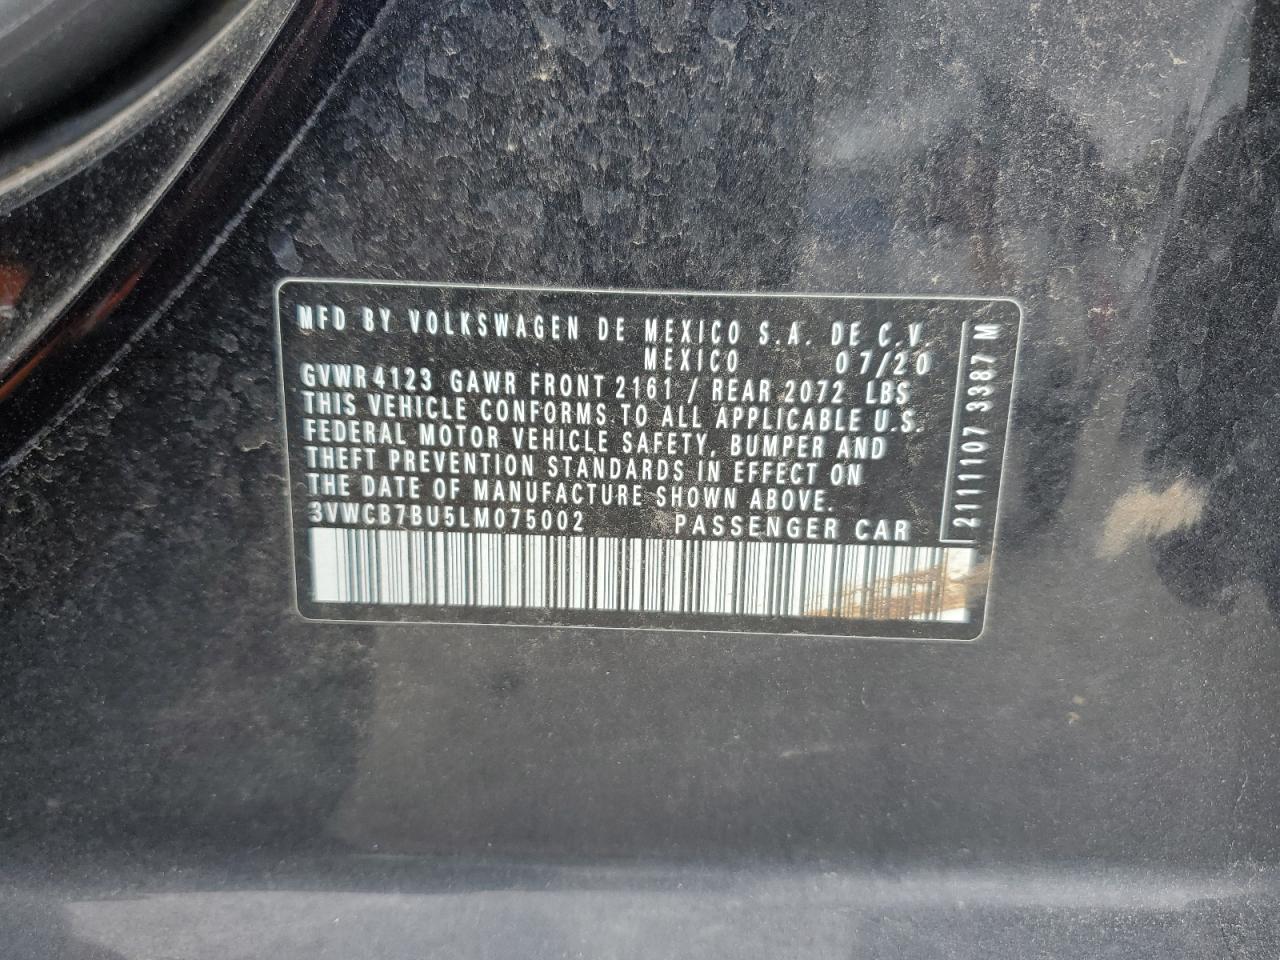 MFD BY VOLKSWAGEN DE MEXICO S.A. DE C.V.
MEXICO 07/20
GVWR 4123 GAWR FRONT 2161 / REAR 2072 LBS
THIS VEHICLE CONFORMS TO ALL APPLICABLE U.S.
FEDERAL MOTOR VEHICLE SAFETY, BUMPER AND
THEFT PREVENTION STANDARDS IN EFFECT ON
THE DATE OF MANUFACTURE SHOWN ABOVE.
3VWCB7BU5LM075002 PASSENGER CAR
2111107 3387 M